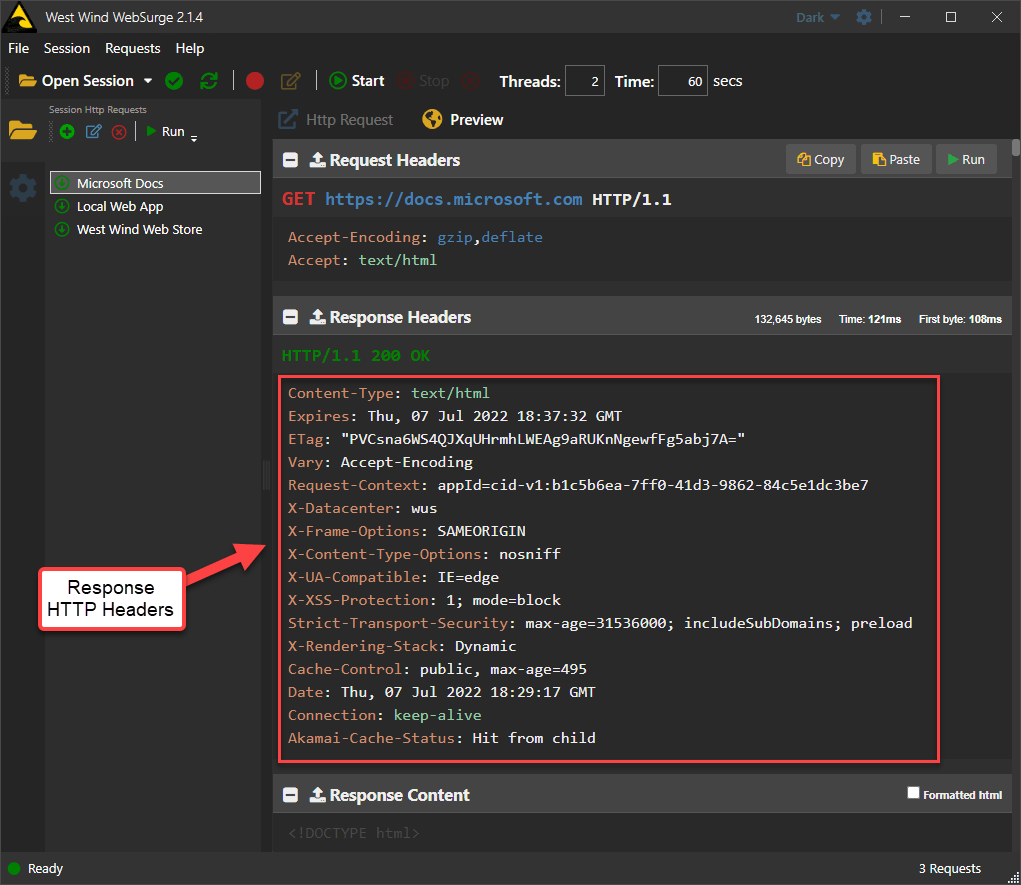 West Wind WebSurge 2.1.4
Dark
File Session Requests Help
Open Session Start Stop Threads: 2 Time: 60 secs
Session Http Requests
Run
Http Request Preview
Request Headers Copy Paste Run
Microsoft Docs
Local Web App
West Wind Web Store
GET https://docs.microsoft.com HTTP/1.1
Accept-Encoding: gzip,deflate
Accept: text/html
Response Headers 132,645 bytes Time: 121ms First byte: 108ms
HTTP/1.1 200 OK
Content-Type: text/html
Expires: Thu, 07 Jul 2022 18:37:32 GMT
ETag: "PVCsna6WS4QJXqUHrmhLWEAg9aRUKnNgewfFg5abj7A="
Vary: Accept-Encoding
Request-Context: appId=cid-v1:b1c5b6ea-7ff0-41d3-9862-84c5e1dc3be7
X-Datacenter: wus
X-Frame-Options: SAMEORIGIN
X-Content-Type-Options: nosniff
X-UA-Compatible: IE=edge
X-XSS-Protection: 1; mode=block
Strict-Transport-Security: max-age=31536000; includeSubDomains; preload
X-Rendering-Stack: Dynamic
Cache-Control: public, max-age=495
Date: Thu, 07 Jul 2022 18:29:17 GMT
Connection: keep-alive
Akamai-Cache-Status: Hit from child
Response
HTTP Headers
Response Content Formatted html
<!DOCTYPE html>
Ready 3 Requests